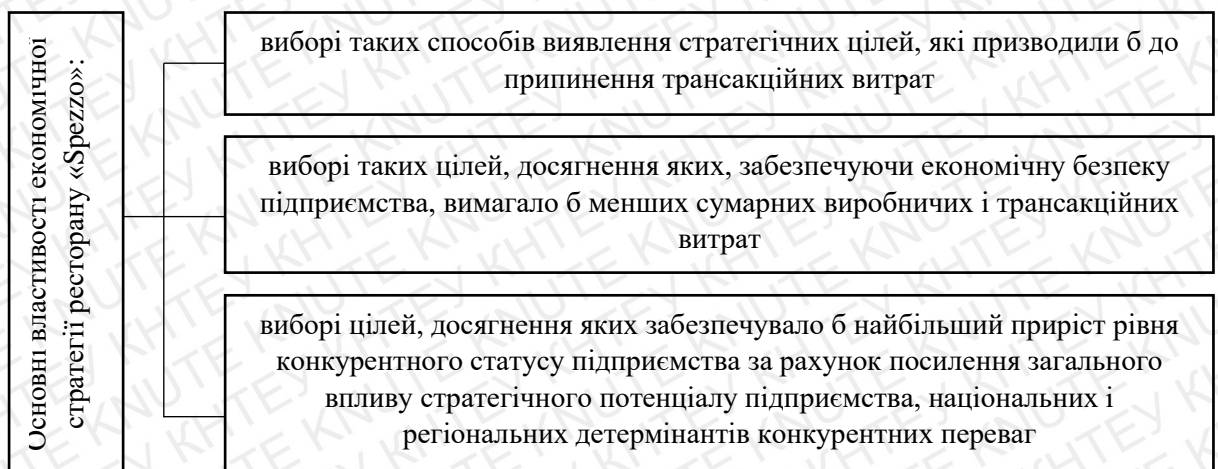 Основні властивості економічної
стратегії ресторану «Spezzo»:
виборі таких способів виявлення стратегічних цілей, які призводили б до
припинення трансакційних витрат
виборі таких цілей, досягнення яких, забезпечуючи економічну безпеку
підприємства, вимагало б менших сумарних виробничих і трансакційних
витрат
виборі цілей, досягнення яких забезпечувало б найбільший приріст рівня
конкурентного статусу підприємства за рахунок посилення загального
впливу стратегічного потенціалу підприємства, національних і
регіональних детермінантів конкурентних переваг